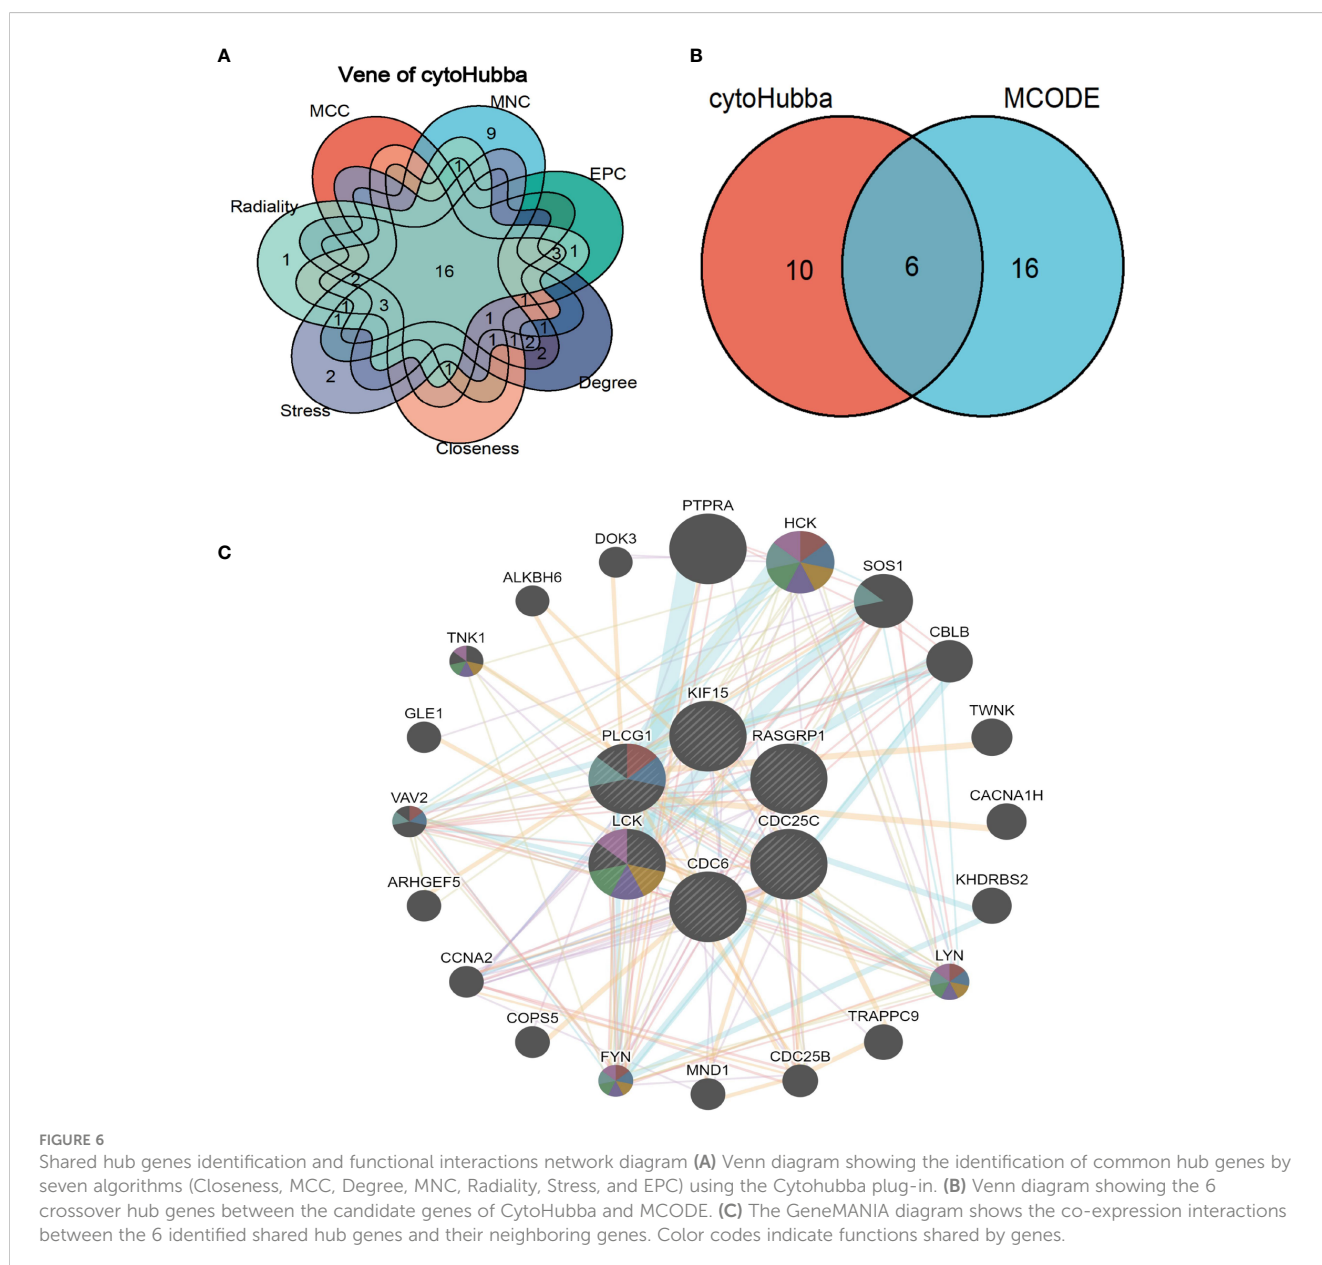 A
Vene of cytoHubba
MCC
MNC
9
1
EPC
Radiality
1
3
1
16
2
3
1
1
1
1
1
1
1
2
2
2
1
Stress
Degree
Closeness
B
cytoHubba
MCODE
10
6
16
C
PTPRA
HCK
DOK3
SOS1
ALKBH6
CBLB
TNK1
KIF15
TWNK
GLE1
PLCG1
RASGRP1
VAV2
CACNA1H
LCK
CDC25C
CDC6
ARHGEF5
KHDRBS2
CCNA2
LYN
COPS5
TRAPPC9
FYN
MND1
CDC25B
FIGURE 6
Shared hub genes identification and functional interactions network diagram (A) Venn diagram showing the identification of common hub genes by
seven algorithms (Closeness, MCC, Degree, MNC, Radiality, Stress, and EPC) using the Cytohubba plug-in. (B) Venn diagram showing the 6
crossover hub genes between the candidate genes of CytoHubba and MCODE. (C) The GeneMANIA diagram shows the co-expression interactions
between the 6 identified shared hub genes and their neighboring genes. Color codes indicate functions shared by genes.